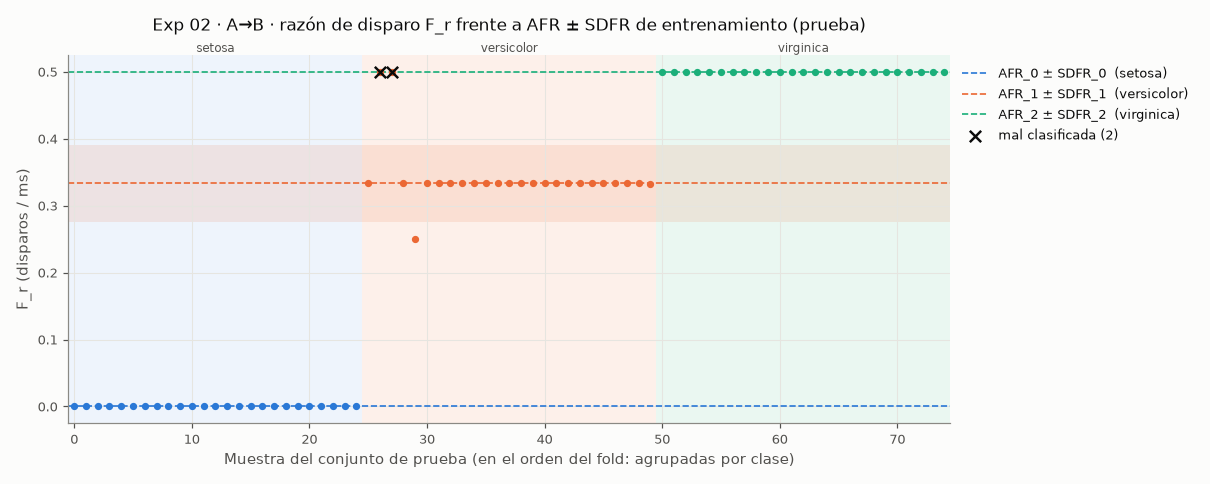 Exp 02 · A→B · razón de disparo F_r frente a AFR ± SDFR de entrenamiento (prueba)
setosa
versicolor
virginica
AFR_0 ± SDFR_0 (setosa)
AFR_1 ± SDFR_1 (versicolor)
AFR_2 ± SDFR_2 (virginica)
mal clasificada (2)
F_r (disparos / ms)
0.5
0.4
0.3
0.2
0.1
0.0
0
10
20
30
40
50
60
70
Muestra del conjunto de prueba (en el orden del fold: agrupadas por clase)